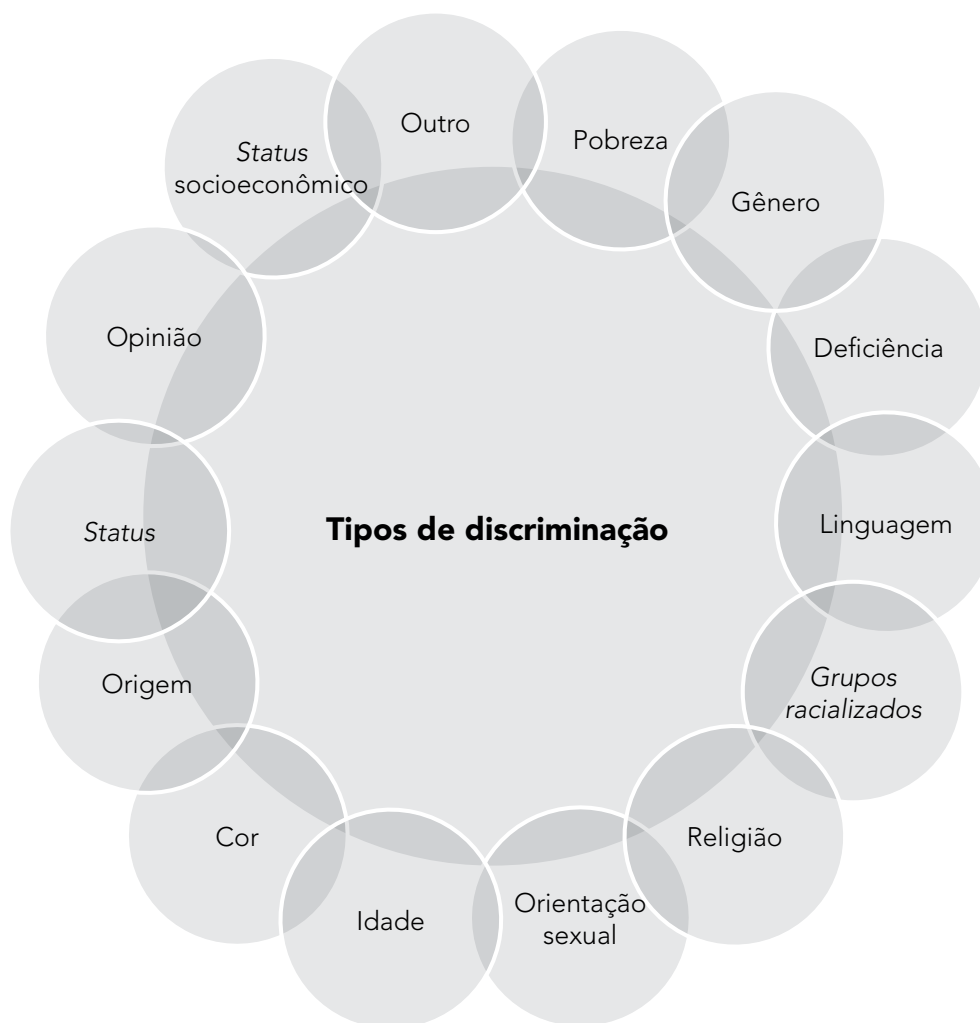 Outro
Pobreza
Status
socioeconômico
Gênero
Opinião
Deficiência
Status
Tipos de discriminação
Linguagem
Origem
Grupos
racializados
Cor
Religião
Idade
Orientação
sexual